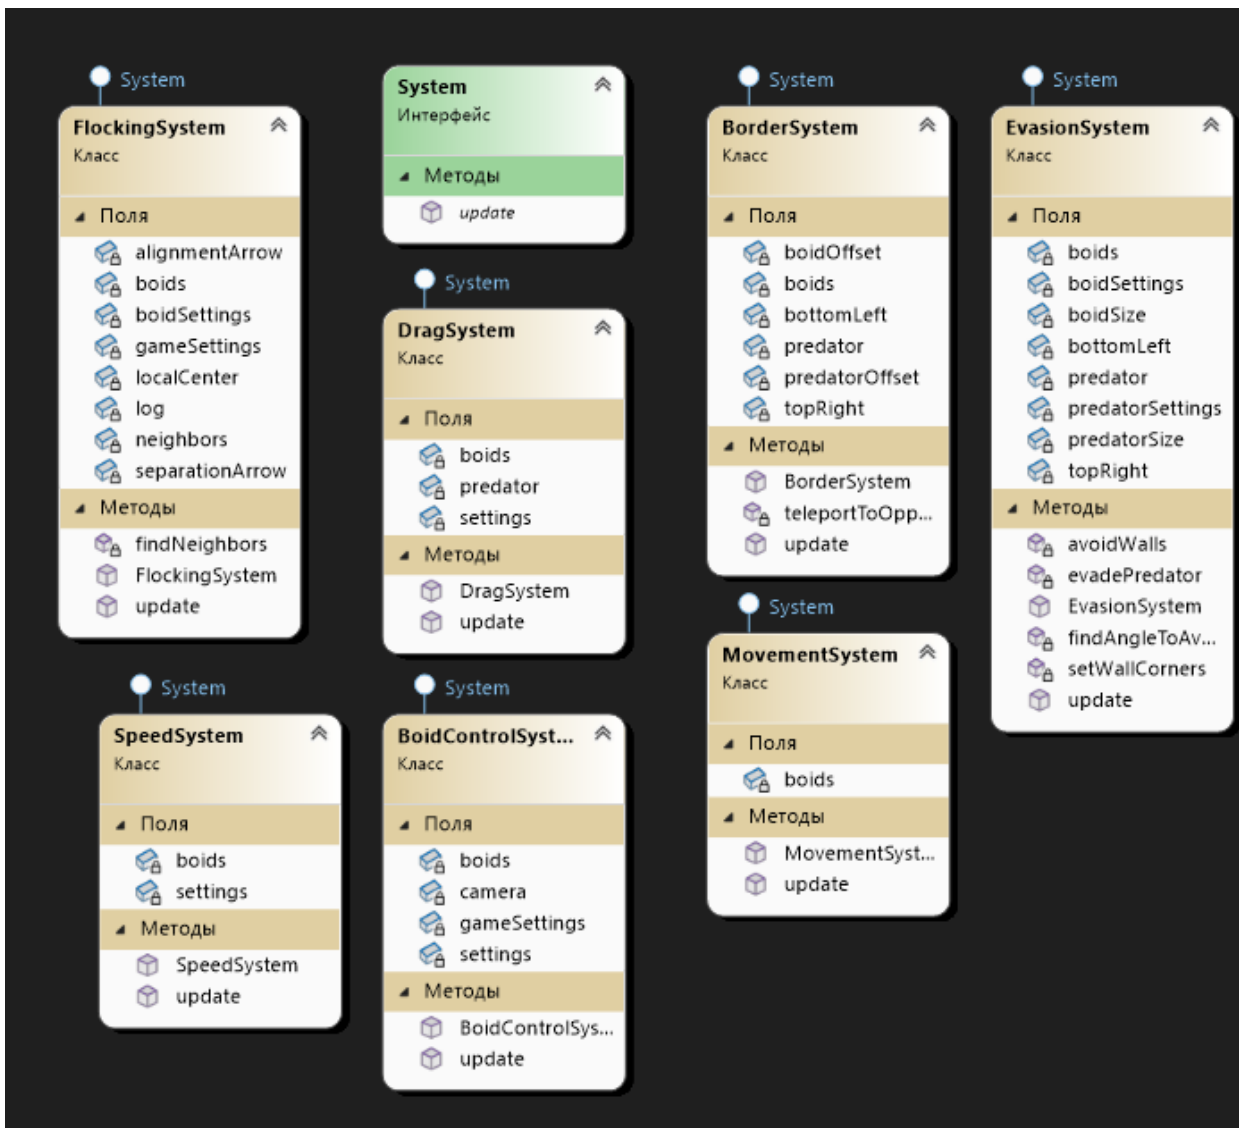 System
FlockingSystem
Класс
Поля
alignmentArrow
boids
boidSettings
gameSettings
localCenter
log
neighbors
separationArrow
Методы
findNeighbors
FlockingSystem
update
System
Интерфейс
Методы
update
System
DragSystem
Класс
Поля
boids
predator
settings
Методы
DragSystem
update
System
BorderSystem
Класс
Поля
boidOffset
boids
bottomLeft
predator
predatorOffset
topRight
Методы
BorderSystem
teleportToOpp...
update
System
EvasionSystem
Класс
Поля
boids
boidSettings
boidSize
bottomLeft
predator
predatorSettings
predatorSize
topRight
Методы
avoidWalls
evadePredator
EvasionSystem
findAngleToAv...
setWallCorners
update
System
SpeedSystem
Класс
Поля
boids
settings
Методы
SpeedSystem
update
System
BoidControlSyst...
Класс
Поля
boids
camera
gameSettings
settings
Методы
BoidControlSys...
update
System
MovementSystem
Класс
Поля
boids
Методы
MovementSyst...
update